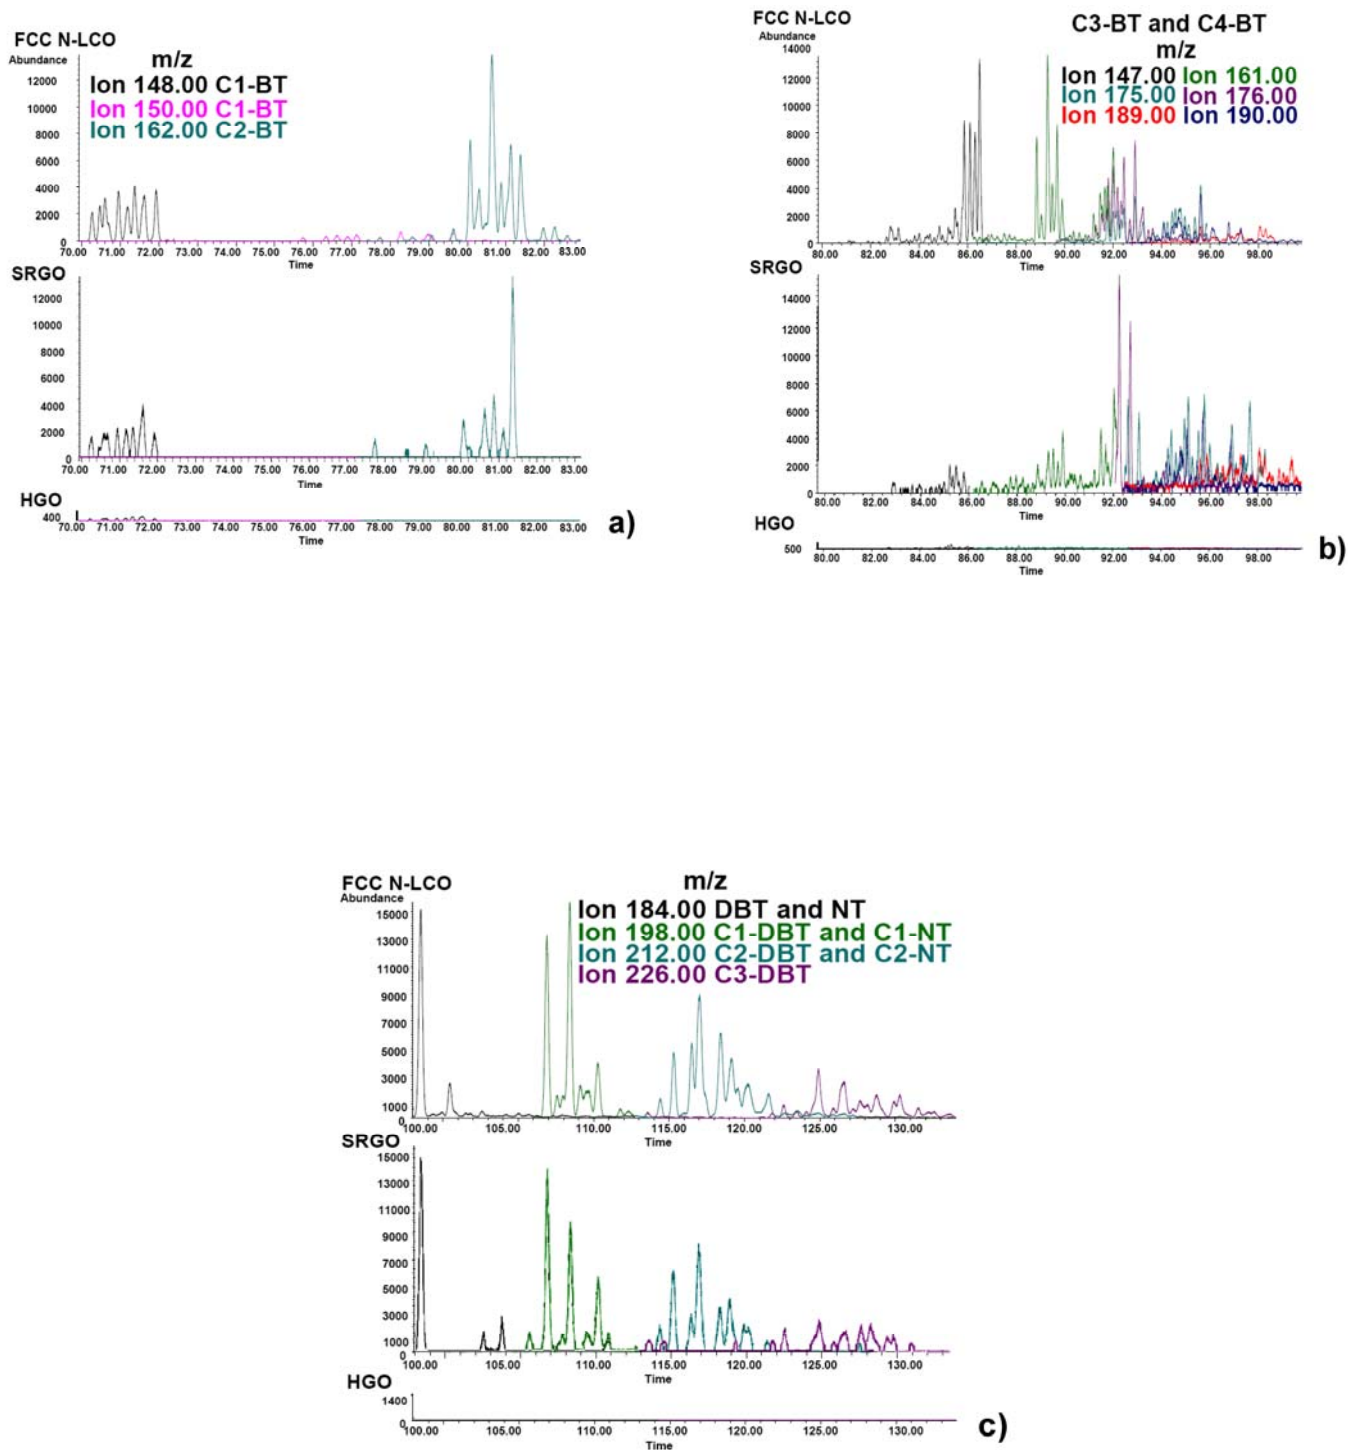 FCC N-LCO
Abundance
m/z
Ion 148.00 C1-BT
Ion 150.00 C1-BT
Ion 162.00 C2-BT
12000
10000
8000
6000
4000
2000
0
70.00 71.00 72.00 73.00 74.00 75.00 76.00 77.00 78.00 79.00 80.00 81.00 82.00 83.00
Time
SRGO
12000
10000
8000
6000
4000
2000
0
70.00 71.00 72.00 73.00 74.00 75.00 76.00 77.00 78.00 79.00 80.00 81.00 82.00 83.00
Time
HGO
400
70.00 71.00 72.00 73.00 74.00 75.00 76.00 77.00 78.00 79.00 80.00 81.00 82.00 83.00
Time
a)
FCC N-LCO
Abundance
C3-BT and C4-BT
m/z
Ion 147.00 Ion 161.00
Ion 175.00 Ion 176.00
Ion 189.00 Ion 190.00
14000
12000
10000
8000
6000
4000
2000
0
80.00 82.00 84.00 86.00 88.00 90.00 92.00 94.00 96.00 98.00
Time
SRGO
14000
12000
10000
8000
6000
4000
2000
0
80.00 82.00 84.00 86.00 88.00 90.00 92.00 94.00 96.00 98.00
Time
HGO
500
80.00 82.00 84.00 86.00 88.00 90.00 92.00 94.00 96.00 98.00
Time
b)
FCC N-LCO
Abundance
m/z
Ion 184.00 DBT and NT
Ion 198.00 C1-DBT and C1-NT
Ion 212.00 C2-DBT and C2-NT
Ion 226.00 C3-DBT
15000
13000
11000
9000
7000
5000
3000
1000
0
100.00 105.00 110.00 115.00 120.00 125.00 130.00
Time
SRGO
15000
13000
11000
9000
7000
5000
3000
1000
0
100.00 105.00 110.00 115.00 120.00 125.00 130.00
Time
HGO
1400
0
100.00 105.00 110.00 115.00 120.00 125.00 130.00
Time
c)